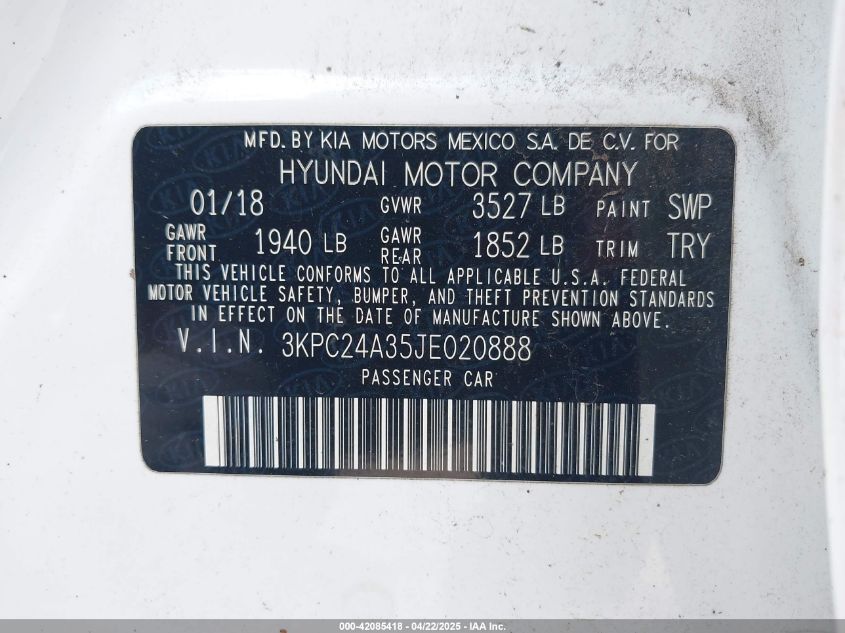 MFD. BY KIA MOTORS MEXICO S.A. DE C.V. FOR
HYUNDAI MOTOR COMPANY
01/18 GVWR 3527 LB PAINT SWP
GAWR FRONT 1940 LB GAWR REAR 1852 LB TRIM TRY
THIS VEHICLE CONFORMS TO ALL APPLICABLE U.S.A. FEDERAL
MOTOR VEHICLE SAFETY, BUMPER, AND THEFT PREVENTION STANDARDS
IN EFFECT ON THE DATE OF MANUFACTURE SHOWN ABOVE.
V.I.N. 3KPC24A35JE020888
PASSENGER CAR
000-42085418 - 04/22/2025 - IAA Inc.